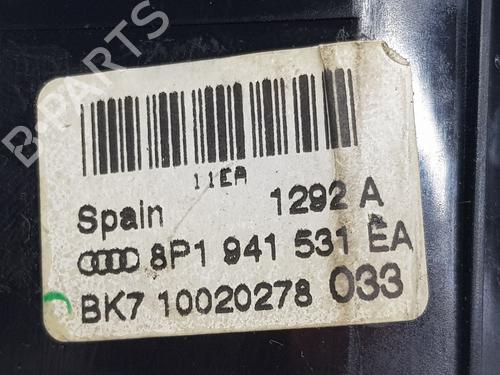 B-PARTS
11EA
Spain 1292 A
8P1 941 531 EA
BK7 10020278 033